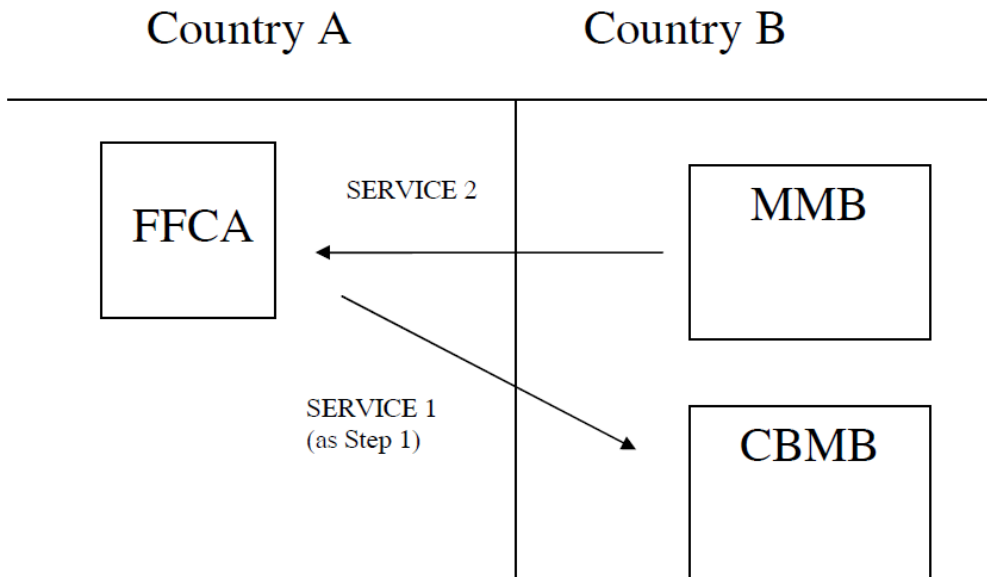 Country A
Country B
SERVICE 2
FFCA
MMB
SERVICE 1
(as Step 1)
CBMB